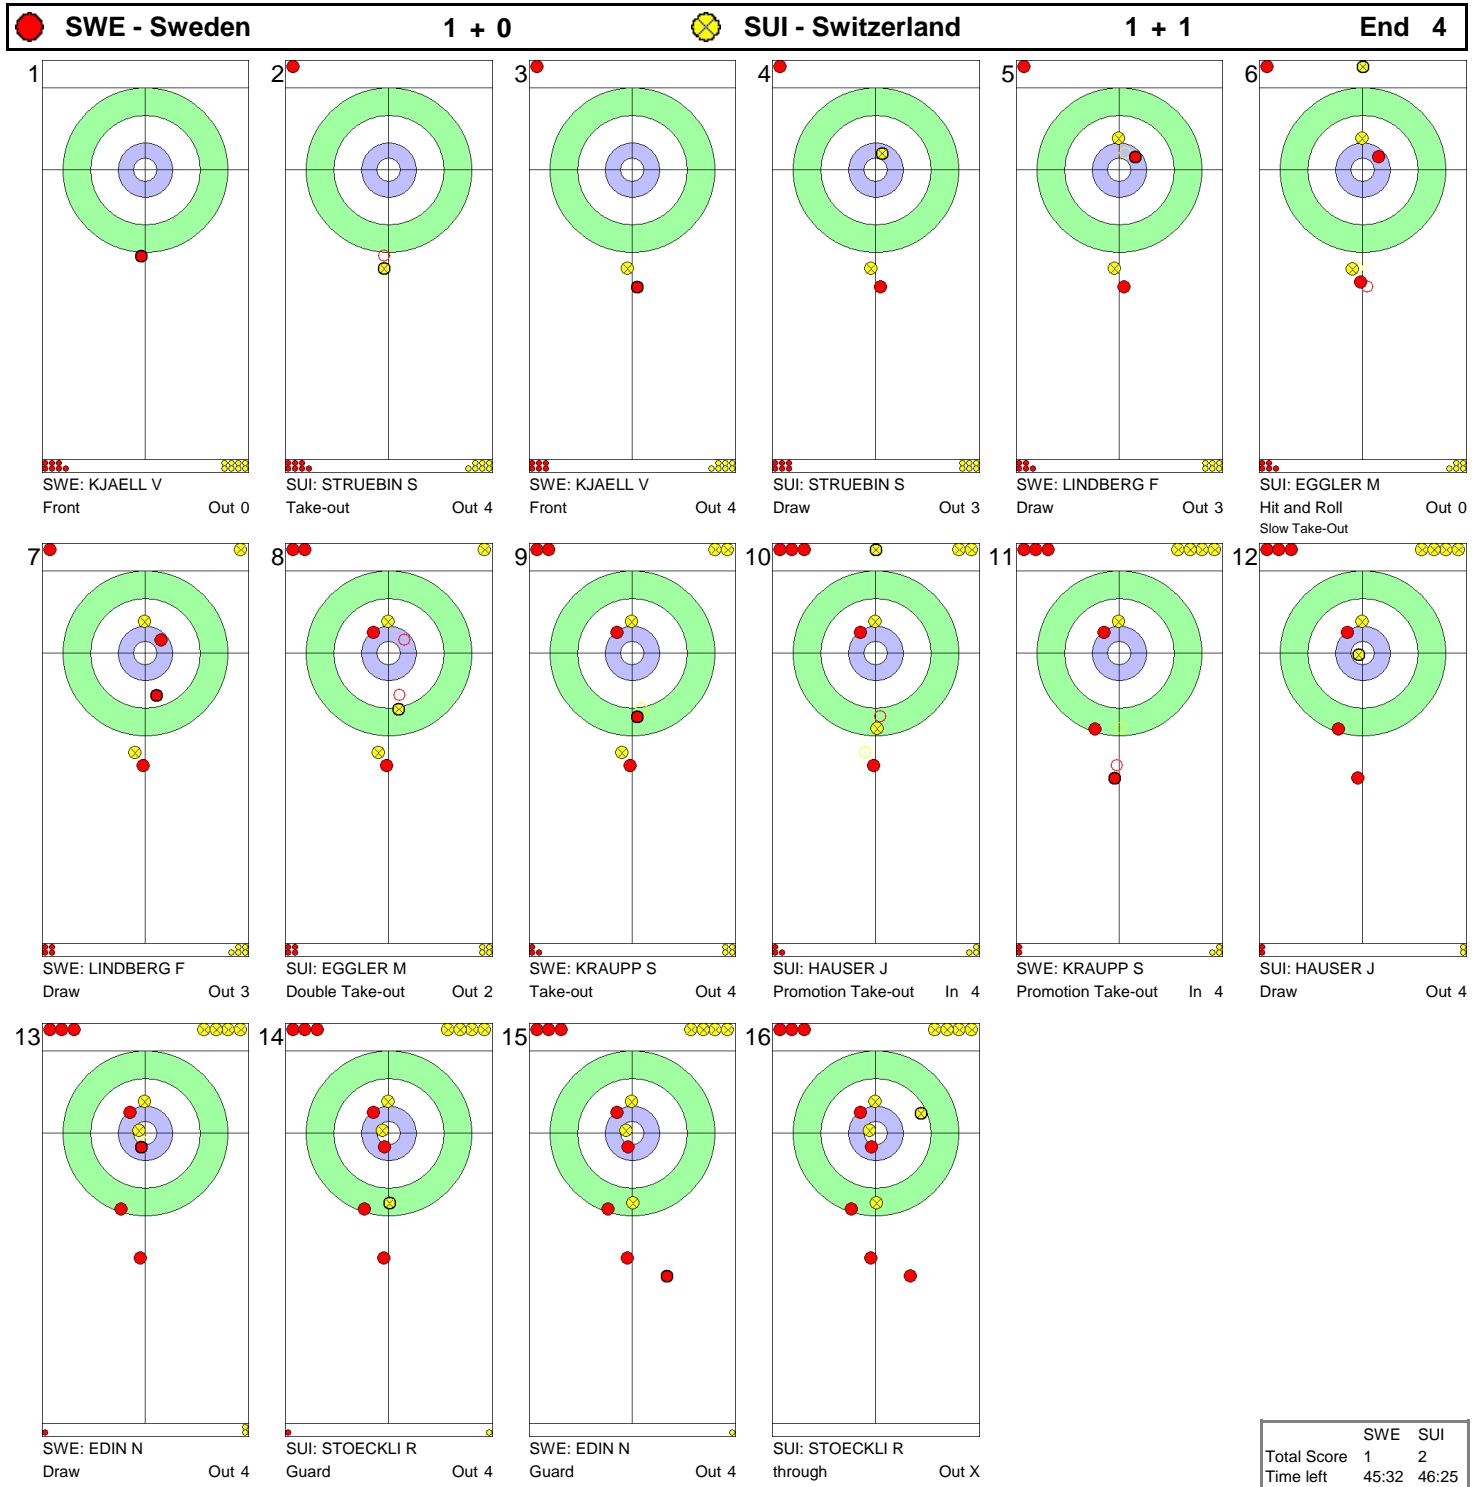 SWE - Sweden 1 + 0 SUI - Switzerland 1 + 1 End 4
1 2 3 4 5 6
SWE: KJAELL V SUI: STRUEBIN S SWE: KJAELL V SUI: STRUEBIN S SWE: LINDBERG F SUI: EGGLER M
Front Out 0 Take-out Out 4 Front Out 4 Draw Out 3 Draw Out 3 Hit and Roll Out 0
Slow Take-Out
7 8 9 10 11 12
SWE: LINDBERG F SUI: EGGLER M SWE: KRAUPP S SUI: HAUSER J SWE: KRAUPP S SUI: HAUSER J
Draw Out 3 Double Take-out Out 2 Take-out Out 4 Promotion Take-out In 4 Promotion Take-out In 4 Draw Out 4
13 14 15 16
SWE: EDIN N SUI: STOECKLI R SWE: EDIN N SUI: STOECKLI R
Draw Out 4 Guard Out 4 Guard Out 4 through Out X
SWE SUI
Total Score 1 2
Time left 45:32 46:25